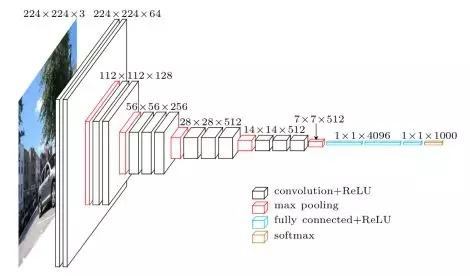 224×224×3
224×224×64
112×112×128
56×56×256
28×28×512
14×14×512
7×7×512
1×1×4096
1×1×1000
convolution+ReLU
max pooling
fully connected+ReLU
softmax